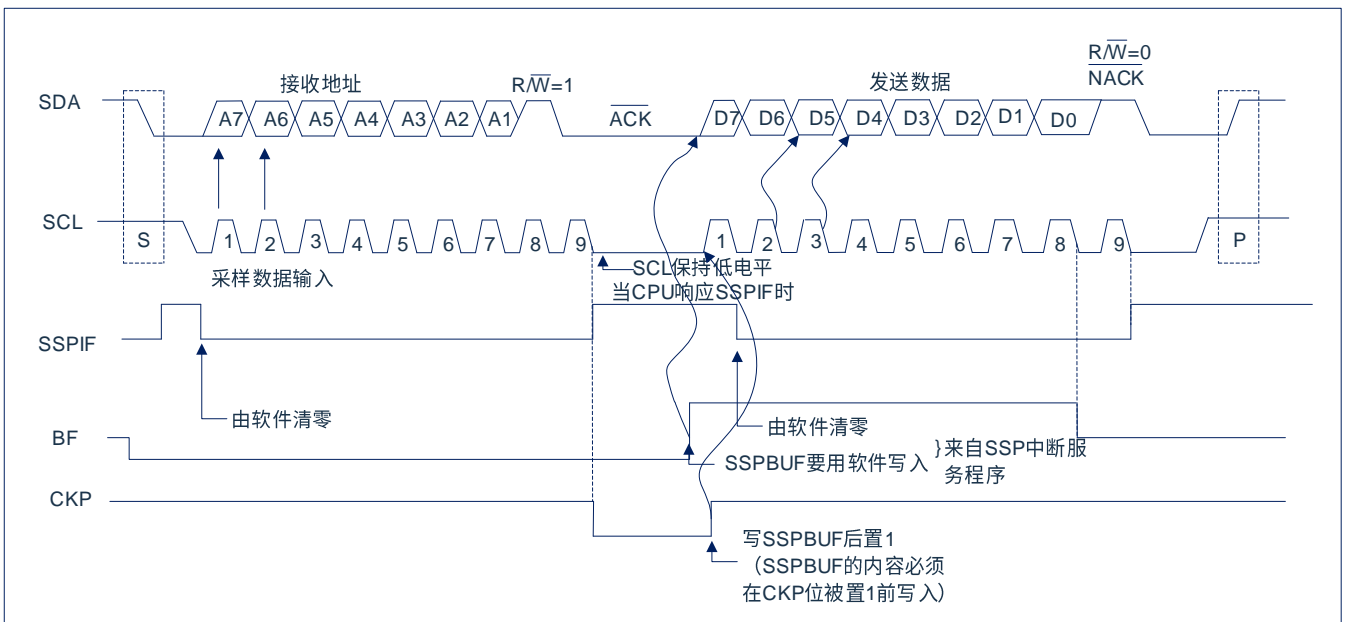 R/W=0
接收地址
R/W=1
发送数据
NACK
SDA
A7 A6 A5 A4 A3 A2 A1
ACK
D7 D6 D5 D4 D3 D2 D1 D0
SCL
S
1 2 3 4 5 6 7 8 9
1 2 3 4 5 6 7 8 9
P
采样数据输入
SCL保持低电平
当CPU响应SSPIF时
SSPIF
由软件清零
由软件清零
BF
SSPBUF要用软件写入
}来自SSP中断服
务程序
CKP
写SSPBUF后置1
（SSPBUF的内容必须
在CKP位被置1前写入）